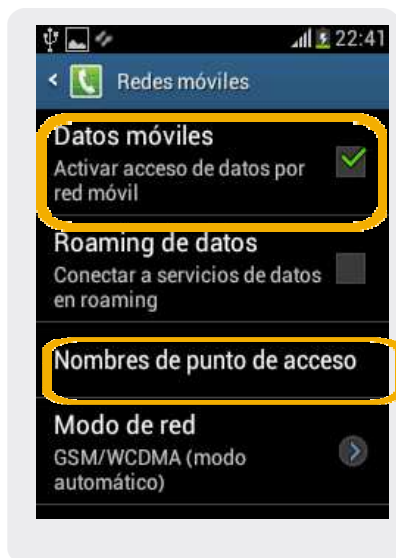 22:41
Redes móviles
Datos móviles
Activar acceso de datos por
red móvil
Roaming de datos
Conectar a servicios de datos
en roaming
Nombres de punto de acceso
Modo de red
GSM/WCDMA (modo
automático)